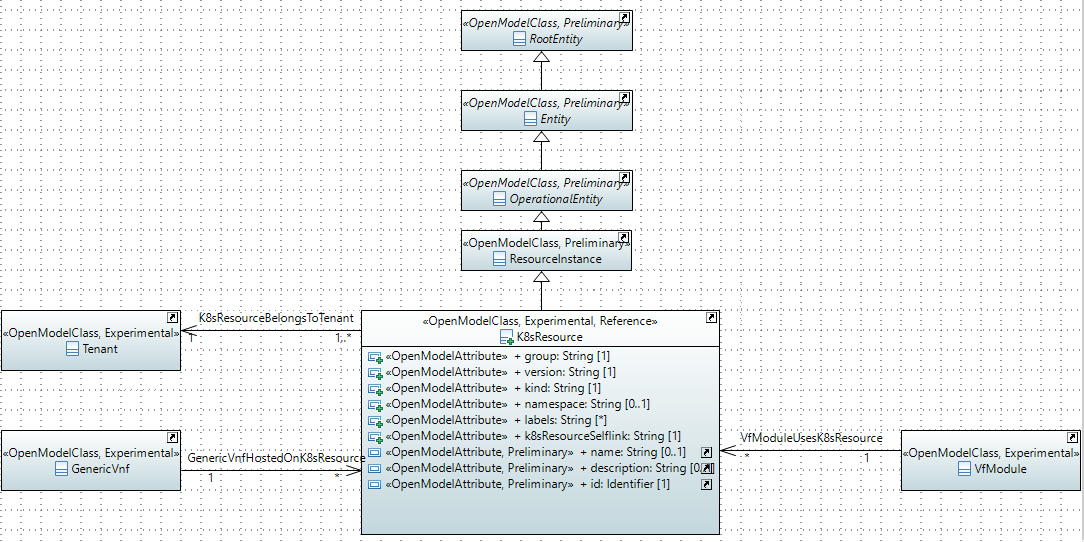 «OpenModelClass, Preliminary»
RootEntity
«OpenModelClass, Preliminary»
Entity
«OpenModelClass, Preliminary»
OperationalEntity
«OpenModelClass, Preliminary»
ResourceInstance
K8sResourceBelongsToTenant
1
1..*
«OpenModelClass, Experimental»
Tenant
«OpenModelClass, Experimental, Reference»
K8sResource
«OpenModelAttribute» + group: String [1]
«OpenModelAttribute» + version: String [1]
«OpenModelAttribute» + kind: String [1]
«OpenModelAttribute» + namespace: String [0..1]
«OpenModelAttribute» + labels: String [*]
«OpenModelAttribute» + k8sResourceSelflink: String [1]
«OpenModelAttribute, Preliminary» + name: String [0..1]
«OpenModelAttribute, Preliminary» + description: String [0..
«OpenModelAttribute, Preliminary» + id: Identifier [1]
«OpenModelClass, Experimental»
GenericVnf
GenericVnfHostedOnK8sResource
1
*
VfModuleUsesK8sResource
*
1
«OpenModelClass, Experimental»
VfModule